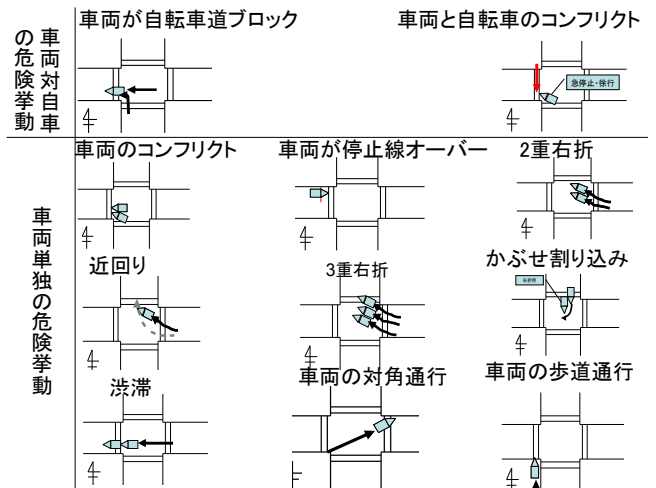 車両対自車
の危険挙動
車両が自転車道ブロック
車両と自転車のコンフリクト
急停止・徐行
車両単独の危険挙動
車両のコンフリクト
車両が停止線オーバー
2重右折
近回り
3重右折
かぶせ割り込み
渋滞
車両の対角通行
車両の歩道通行